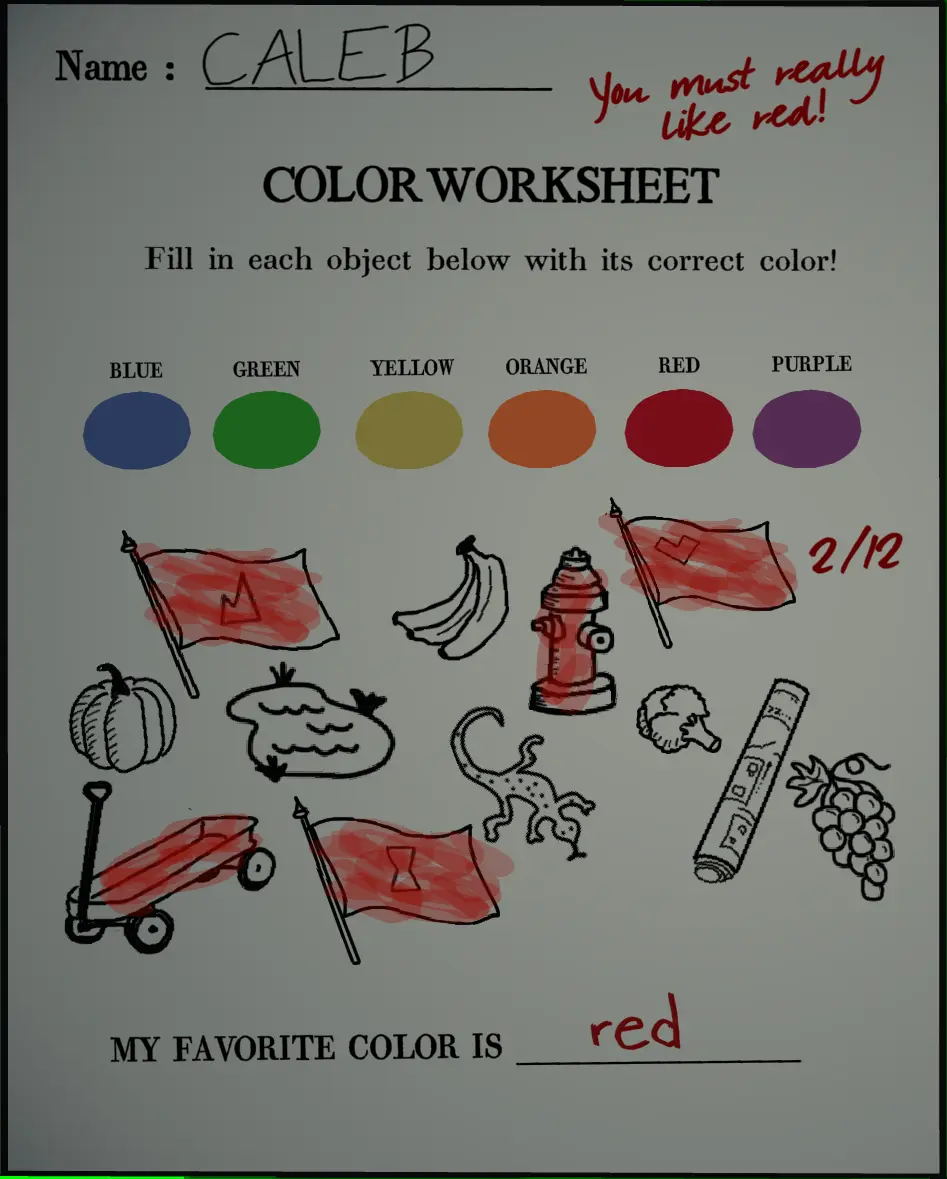 Name : CALEB
You must really
like red!
COLOR WORKSHEET
Fill in each object below with its correct color!
BLUE GREEN YELLOW ORANGE RED PURPLE
2/12
MY FAVORITE COLOR IS red